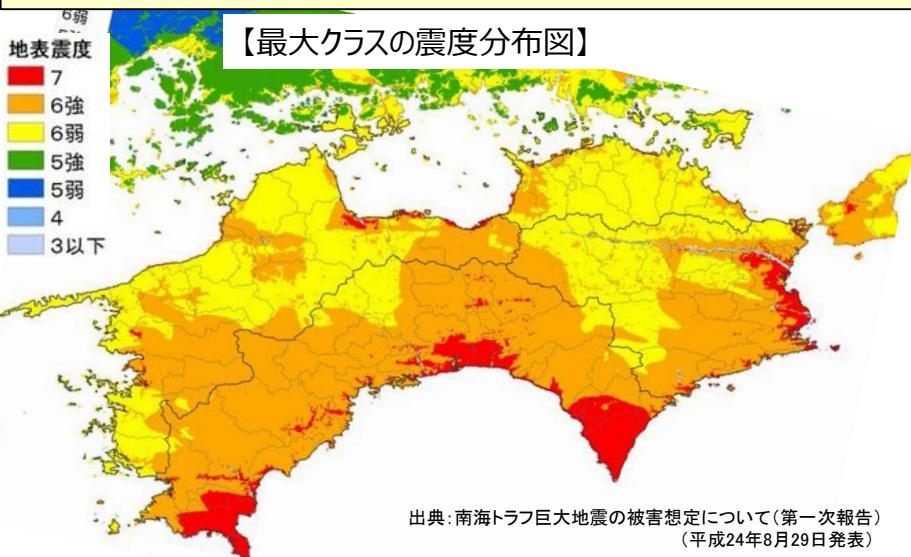 6弱
【最大クラスの震度分布図】
地表震度
7
6強
6弱
5強
5弱
4
3以下
出典:南海トラフ巨大地震の被害想定について(第一次報告)
(平成24年8月29日発表)